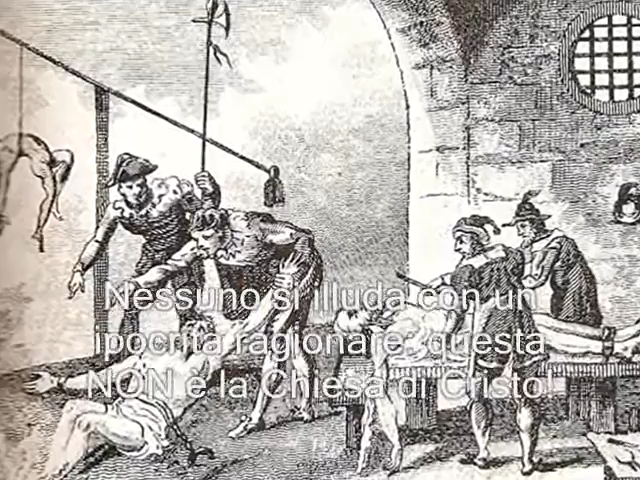 Nessuno si illuda con un
ipocrita ragionare: questa
NON è la Chiesa di Cristo